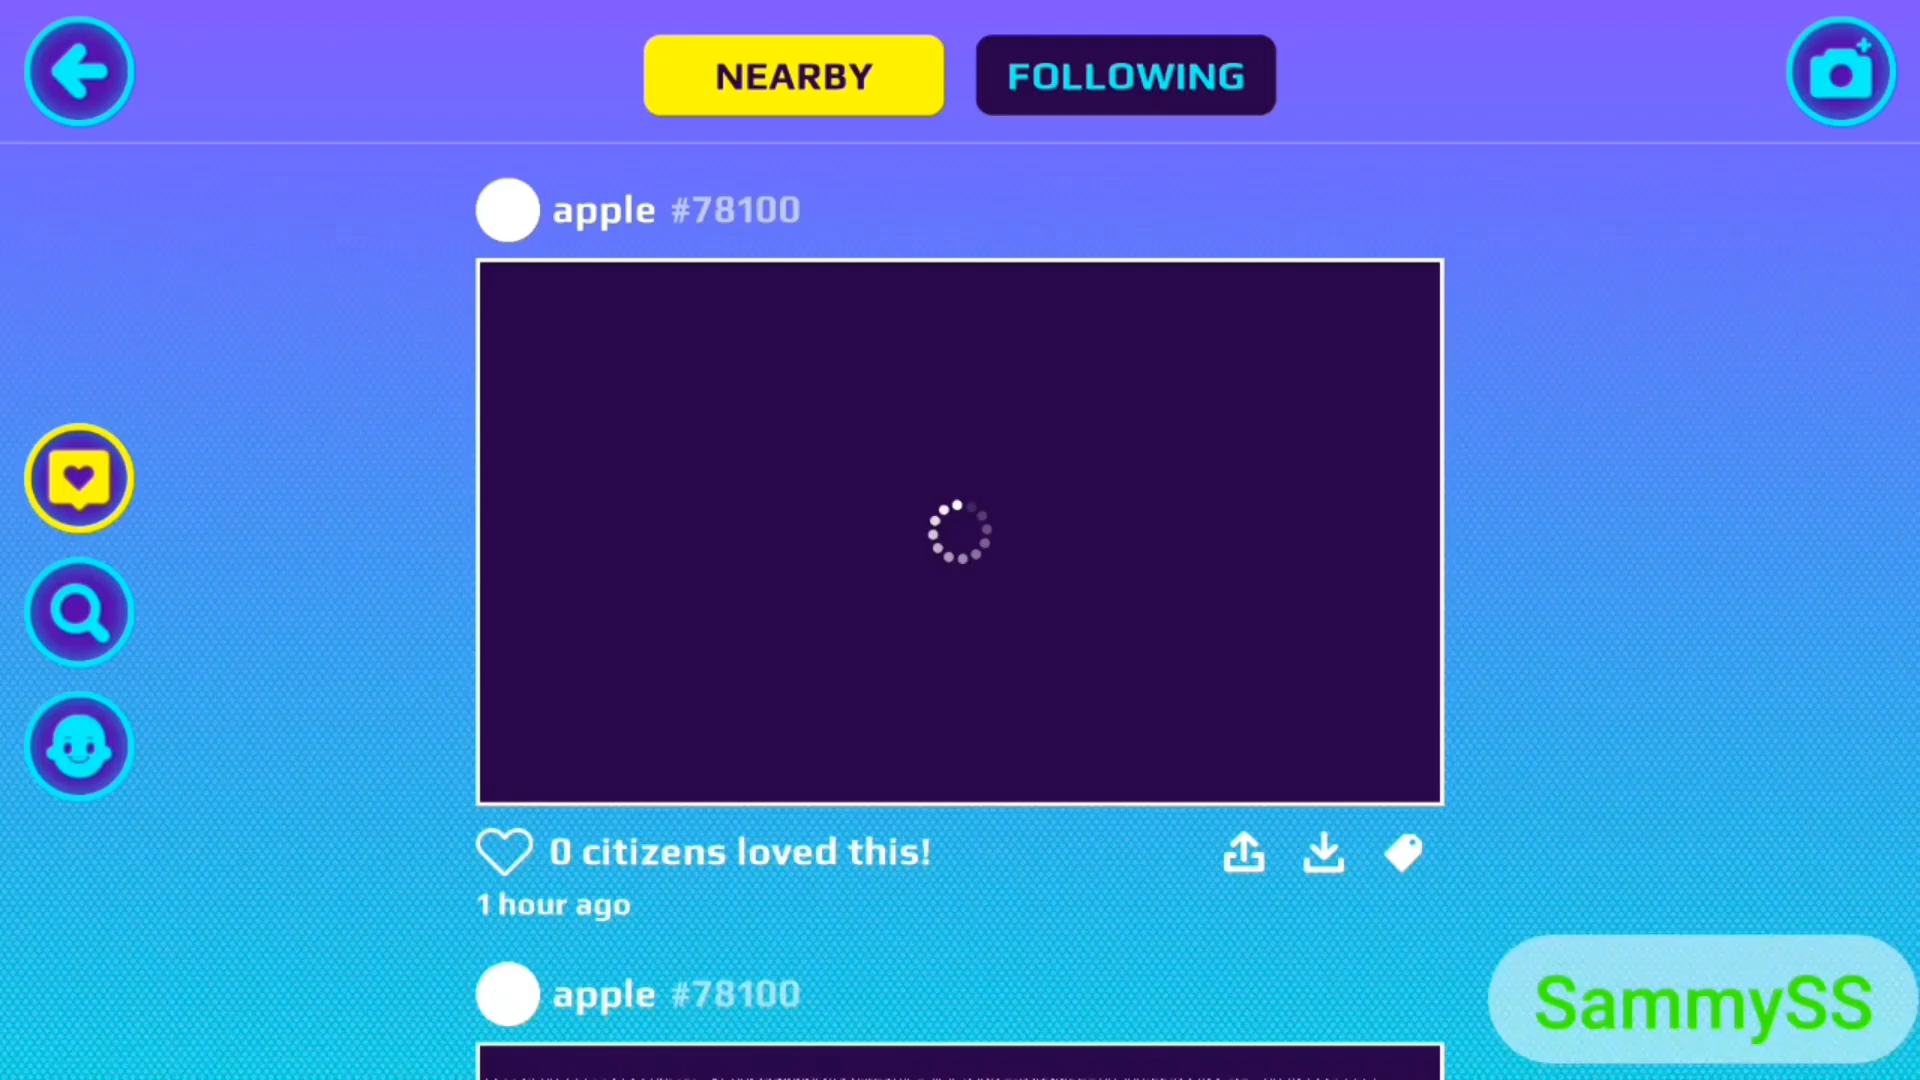 NEARBY
FOLLOWING
apple #78100
0 citizens loved this!
1 hour ago
apple #78100
SammySS